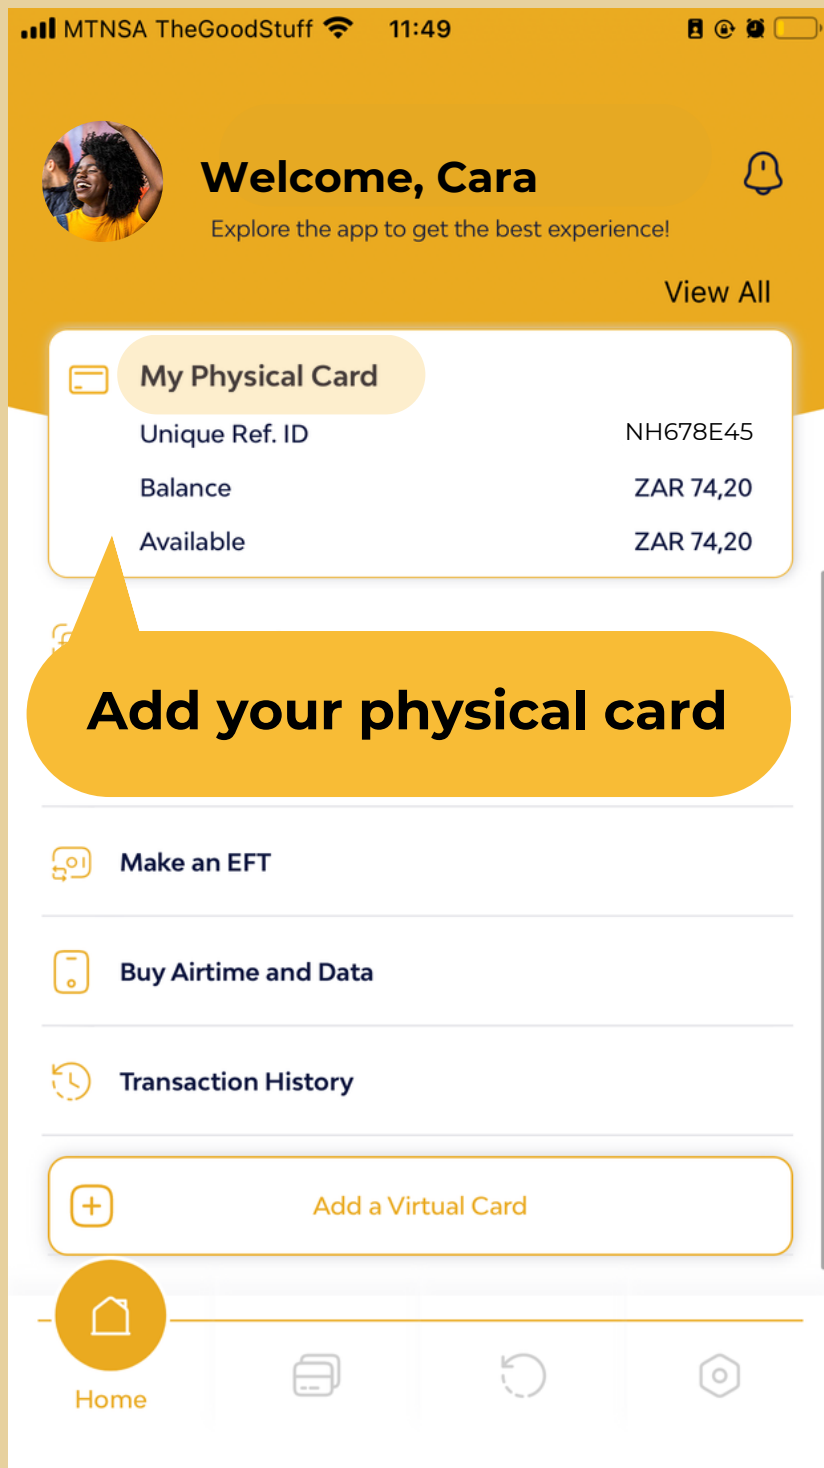 MTNSA TheGoodStuff 11:49
Welcome, Cara
Explore the app to get the best experience!
View All
My Physical Card
Unique Ref. ID NH678E45
Balance ZAR 74,20
Available ZAR 74,20
Add your physical card
Make an EFT
Buy Airtime and Data
Transaction History
Add a Virtual Card
Home